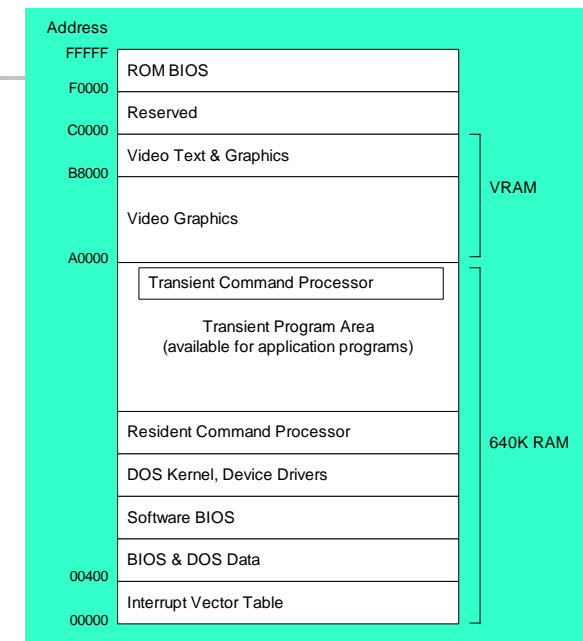 Address
FFFFF
ROM BIOS
F0000
Reserved
C0000
Video Text & Graphics
B8000
VRAM
Video Graphics
A0000
Transient Command Processor
Transient Program Area
(available for application programs)
Resident Command Processor
640K RAM
DOS Kernel, Device Drivers
Software BIOS
BIOS & DOS Data
00400
Interrupt Vector Table
00000